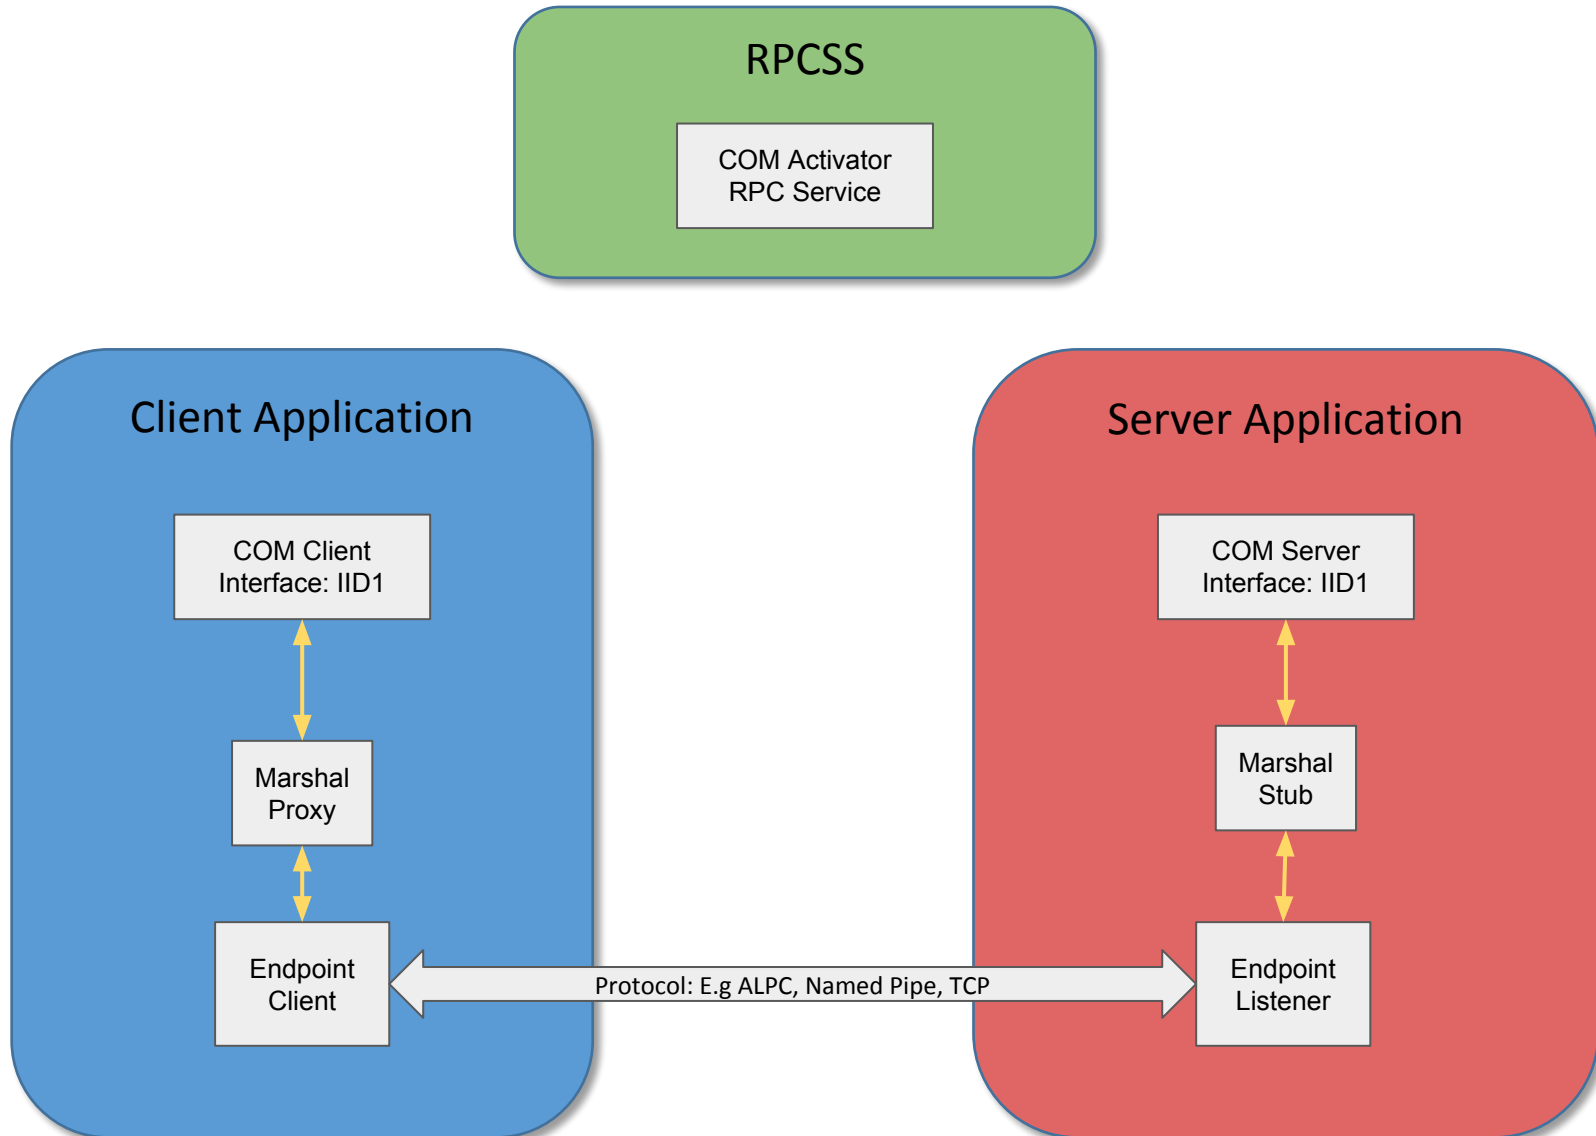 RPCSS
COM Activator
RPC Service
Client Application
COM Client
Interface: IID1
Marshal
Proxy
Endpoint
Client
Protocol: E.g ALPC, Named Pipe, TCP
Server Application
COM Server
Interface: IID1
Marshal
Stub
Endpoint
Listener